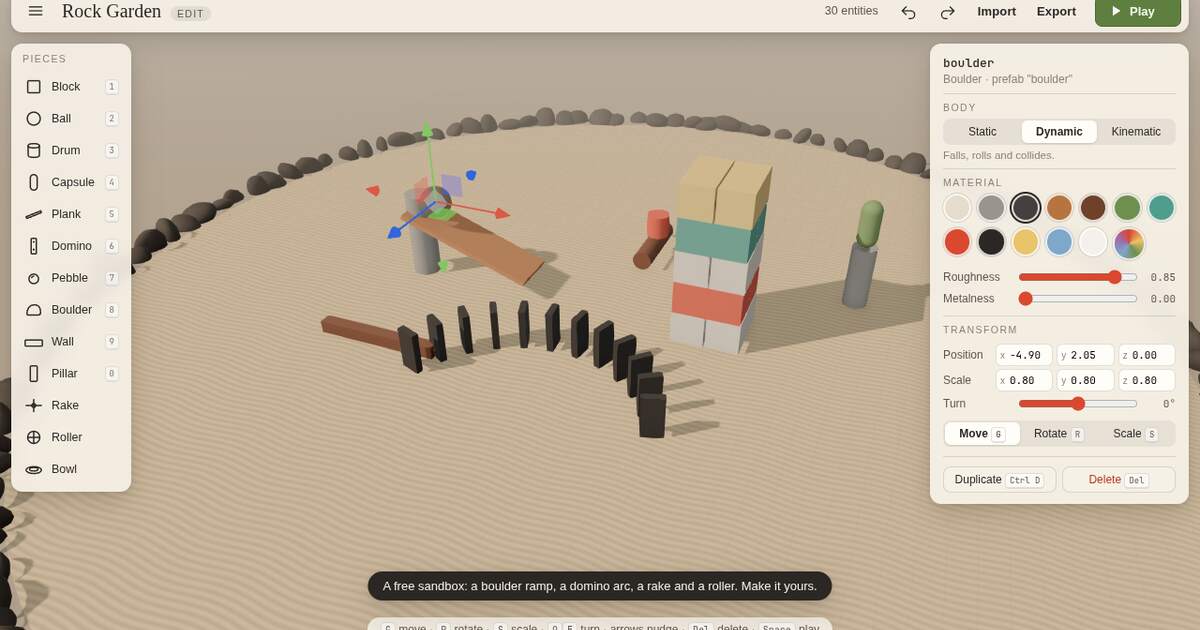 Rock Garden EDIT
30 entities Import Export Play
PIECES
Block 1
Ball 2
Drum 3
Capsule 4
Plank 5
Domino 6
Pebble 7
Boulder 8
Wall 9
Pillar 0
Rake
Roller
Bowl
boulder
Boulder · prefab "boulder"
BODY
Static Dynamic Kinematic
Falls, rolls and collides.
MATERIAL
Roughness 0.85
Metalness 0.00
TRANSFORM
Position x -4.90 y 2.05 z 0.00
Scale x 0.80 y 0.80 z 0.80
Turn 0°
Move G Rotate R Scale S
Duplicate Ctrl D Delete Del
A free sandbox: a boulder ramp, a domino arc, a rake and a roller. Make it yours.
G move · R rotate · S scale · Q E turn · arrows nudge · Del delete · Space play